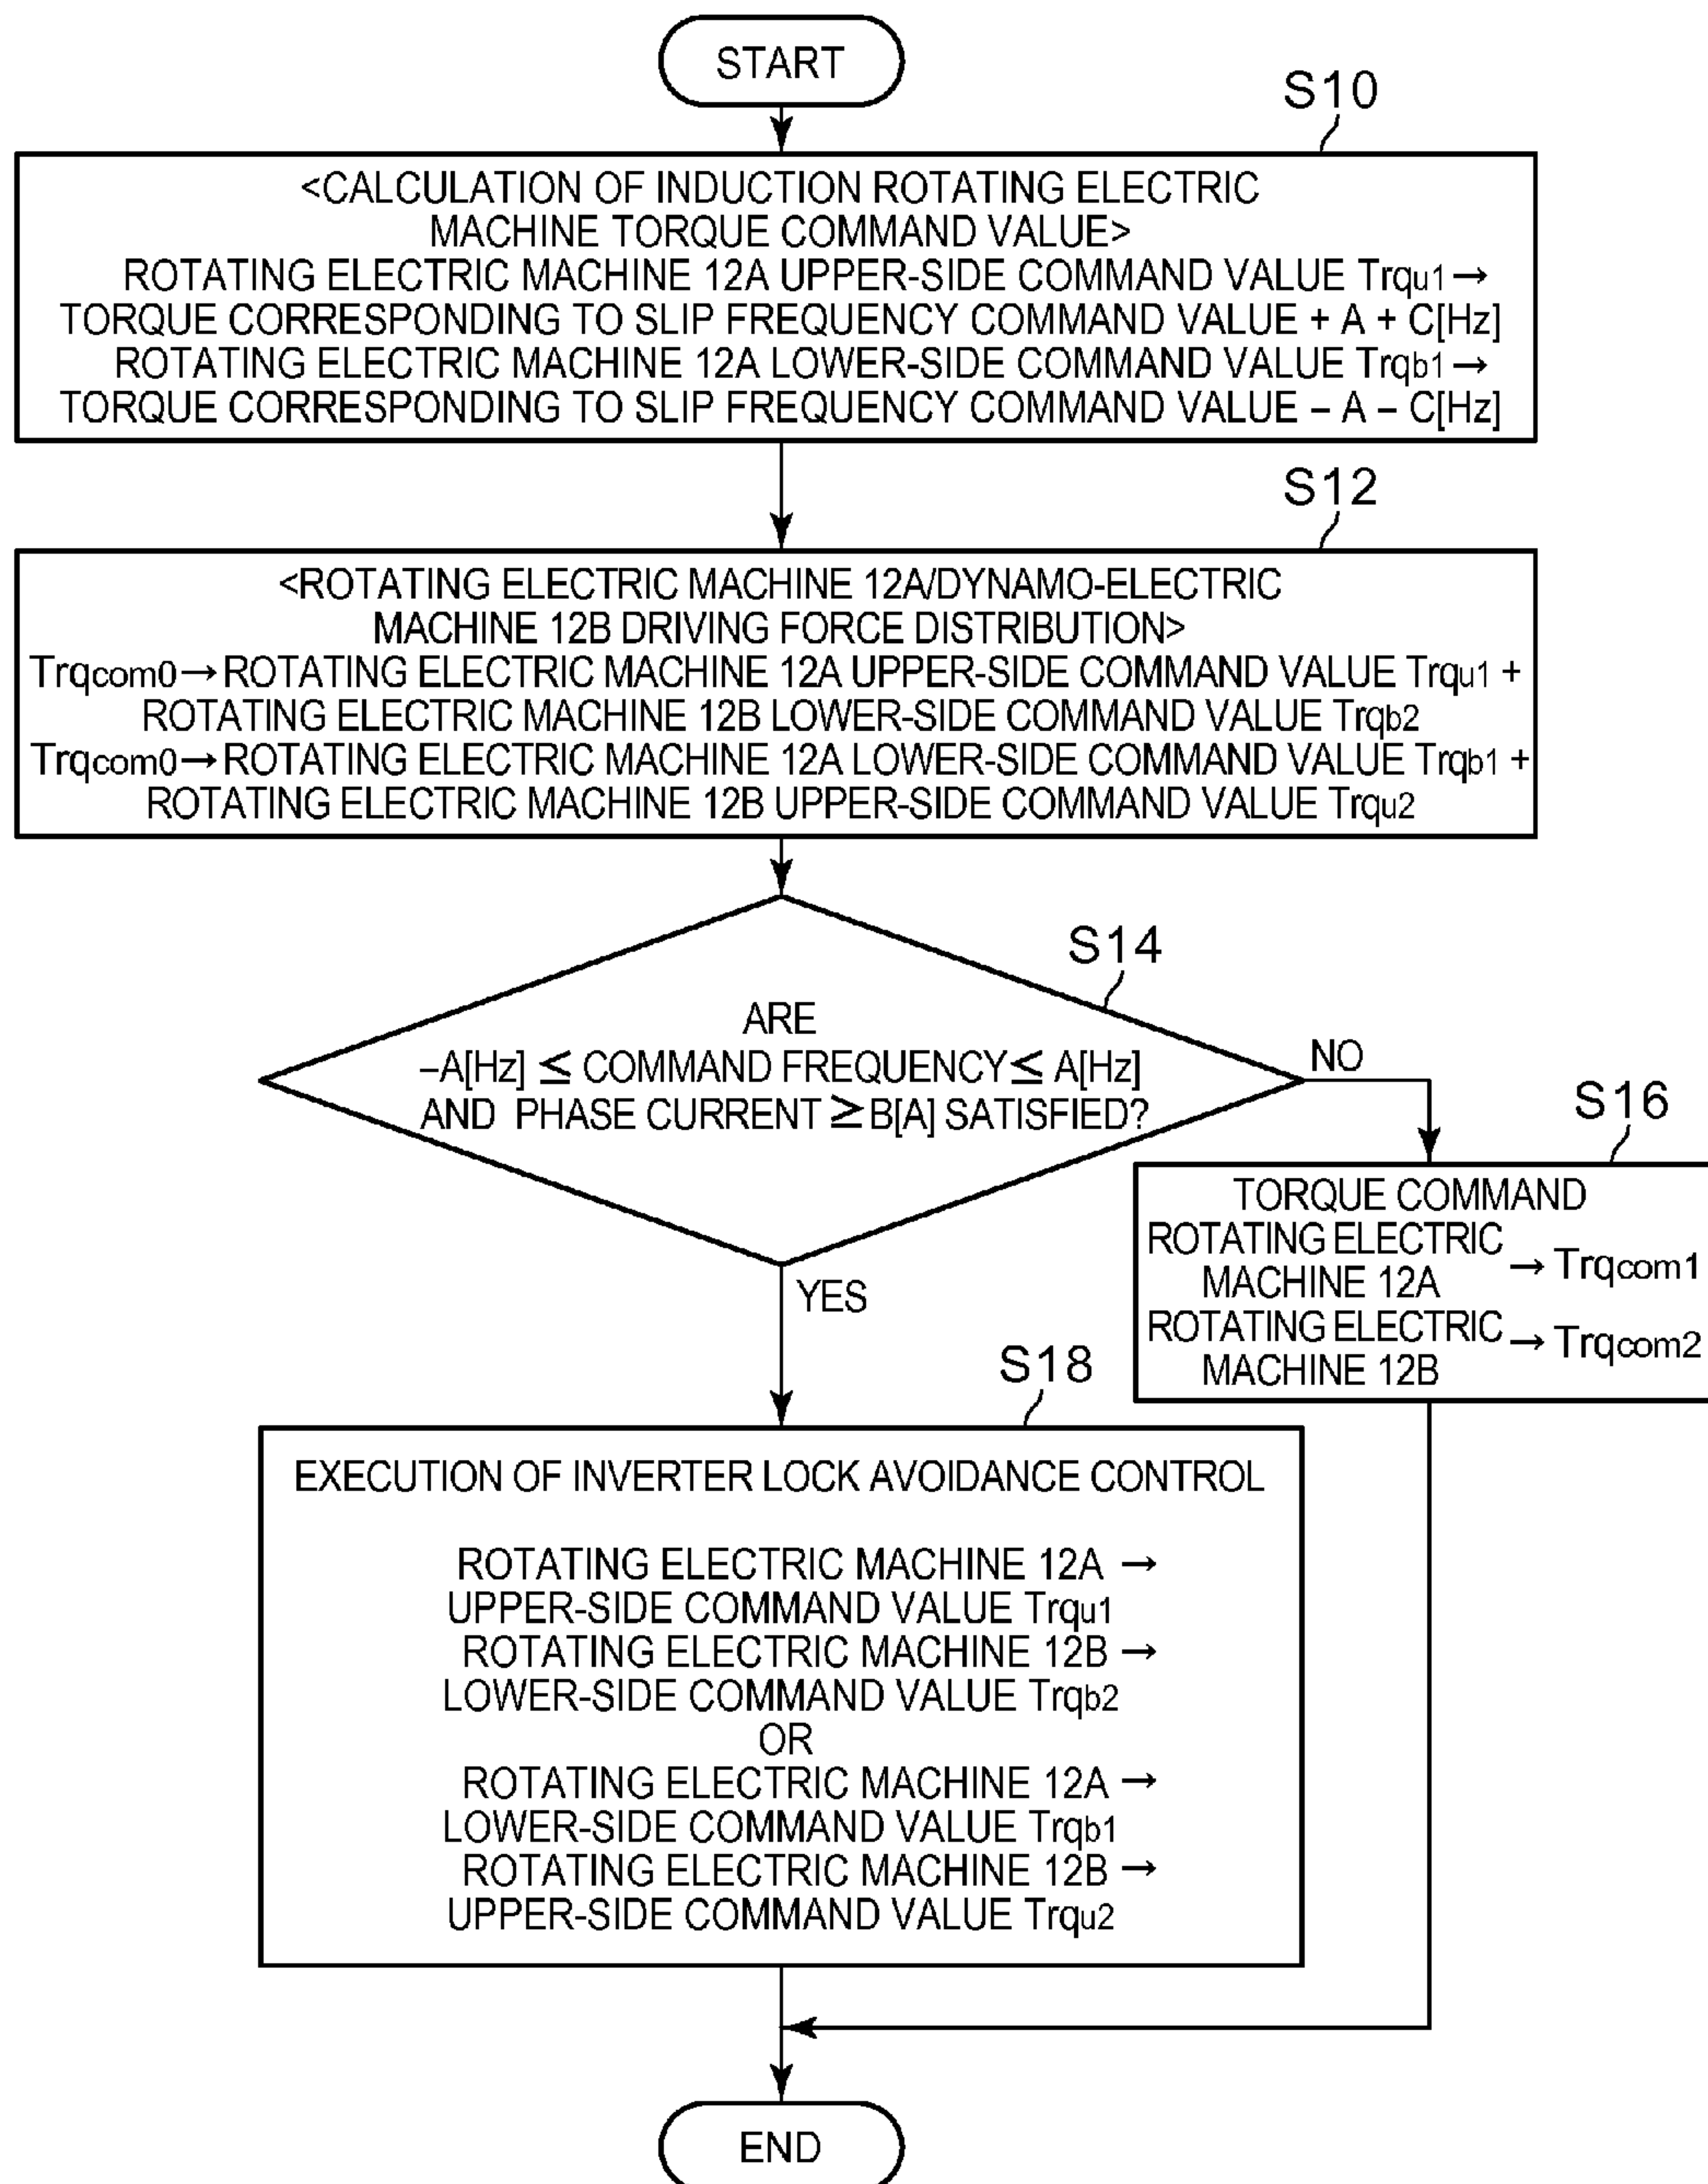 START
S10
<CALCULATION OF INDUCTION ROTATING ELECTRIC
MACHINE TORQUE COMMAND VALUE>
ROTATING ELECTRIC MACHINE 12A UPPER-SIDE COMMAND VALUE Trqu1→
TORQUE CORRESPONDING TO SLIP FREQUENCY COMMAND VALUE + A + C[Hz]
ROTATING ELECTRIC MACHINE 12A LOWER-SIDE COMMAND VALUE Trqb1→
TORQUE CORRESPONDING TO SLIP FREQUENCY COMMAND VALUE – A – C[Hz]
S12
<ROTATING ELECTRIC MACHINE 12A/DYNAMO-ELECTRIC
MACHINE 12B DRIVING FORCE DISTRIBUTION>
Trqcom0→ROTATING ELECTRIC MACHINE 12A UPPER-SIDE COMMAND VALUE Trqu1 +
ROTATING ELECTRIC MACHINE 12B LOWER-SIDE COMMAND VALUE Trqb2
Trqcom0→ROTATING ELECTRIC MACHINE 12A LOWER-SIDE COMMAND VALUE Trqb1 +
ROTATING ELECTRIC MACHINE 12B UPPER-SIDE COMMAND VALUE Trqu2
S14
ARE
–A[Hz] ≦ COMMAND FREQUENCY ≦ A[Hz]
AND PHASE CURRENT ≧ B[A] SATISFIED?
NO
YES
S16
TORQUE COMMAND
ROTATING ELECTRIC
MACHINE 12A → Trqcom1
ROTATING ELECTRIC
MACHINE 12B → Trqcom2
S18
EXECUTION OF INVERTER LOCK AVOIDANCE CONTROL
ROTATING ELECTRIC MACHINE 12A →
UPPER-SIDE COMMAND VALUE Trqu1
ROTATING ELECTRIC MACHINE 12B →
LOWER-SIDE COMMAND VALUE Trqb2
OR
ROTATING ELECTRIC MACHINE 12A →
LOWER-SIDE COMMAND VALUE Trqb1
ROTATING ELECTRIC MACHINE 12B →
UPPER-SIDE COMMAND VALUE Trqu2
END